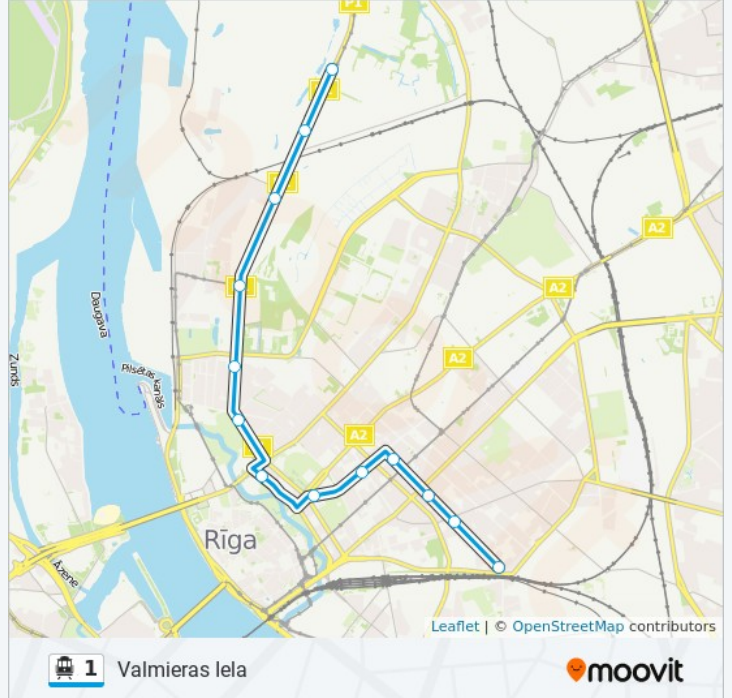 P1
A2
A2
A2
A2
Daugava
Zunds
Pilsētas kanāls
Rīga
Āzene
Leaflet | © OpenStreetMap contributors
1 Valmieras Iela
moovit